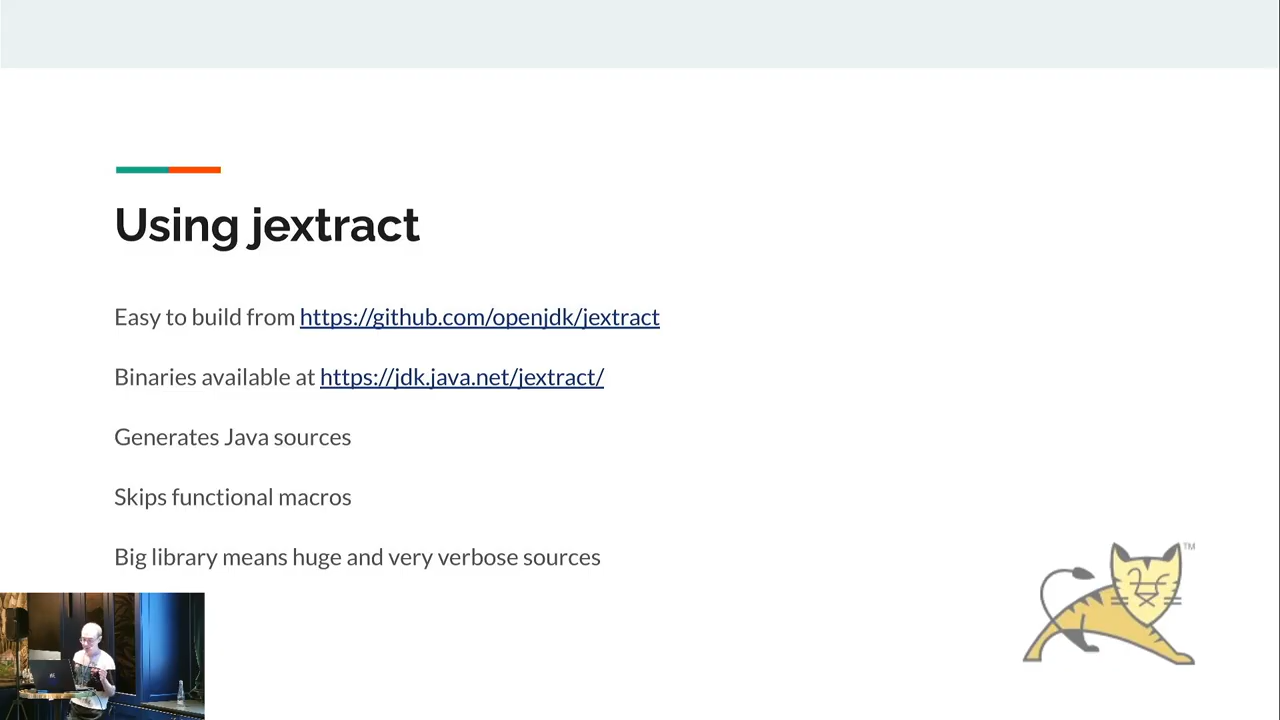 Using jextract
Easy to build from https://github.com/openjdk/jextract
Binaries available at https://jdk.java.net/jextract/
Generates Java sources
Skips functional macros
Big library means huge and very verbose sources
TM